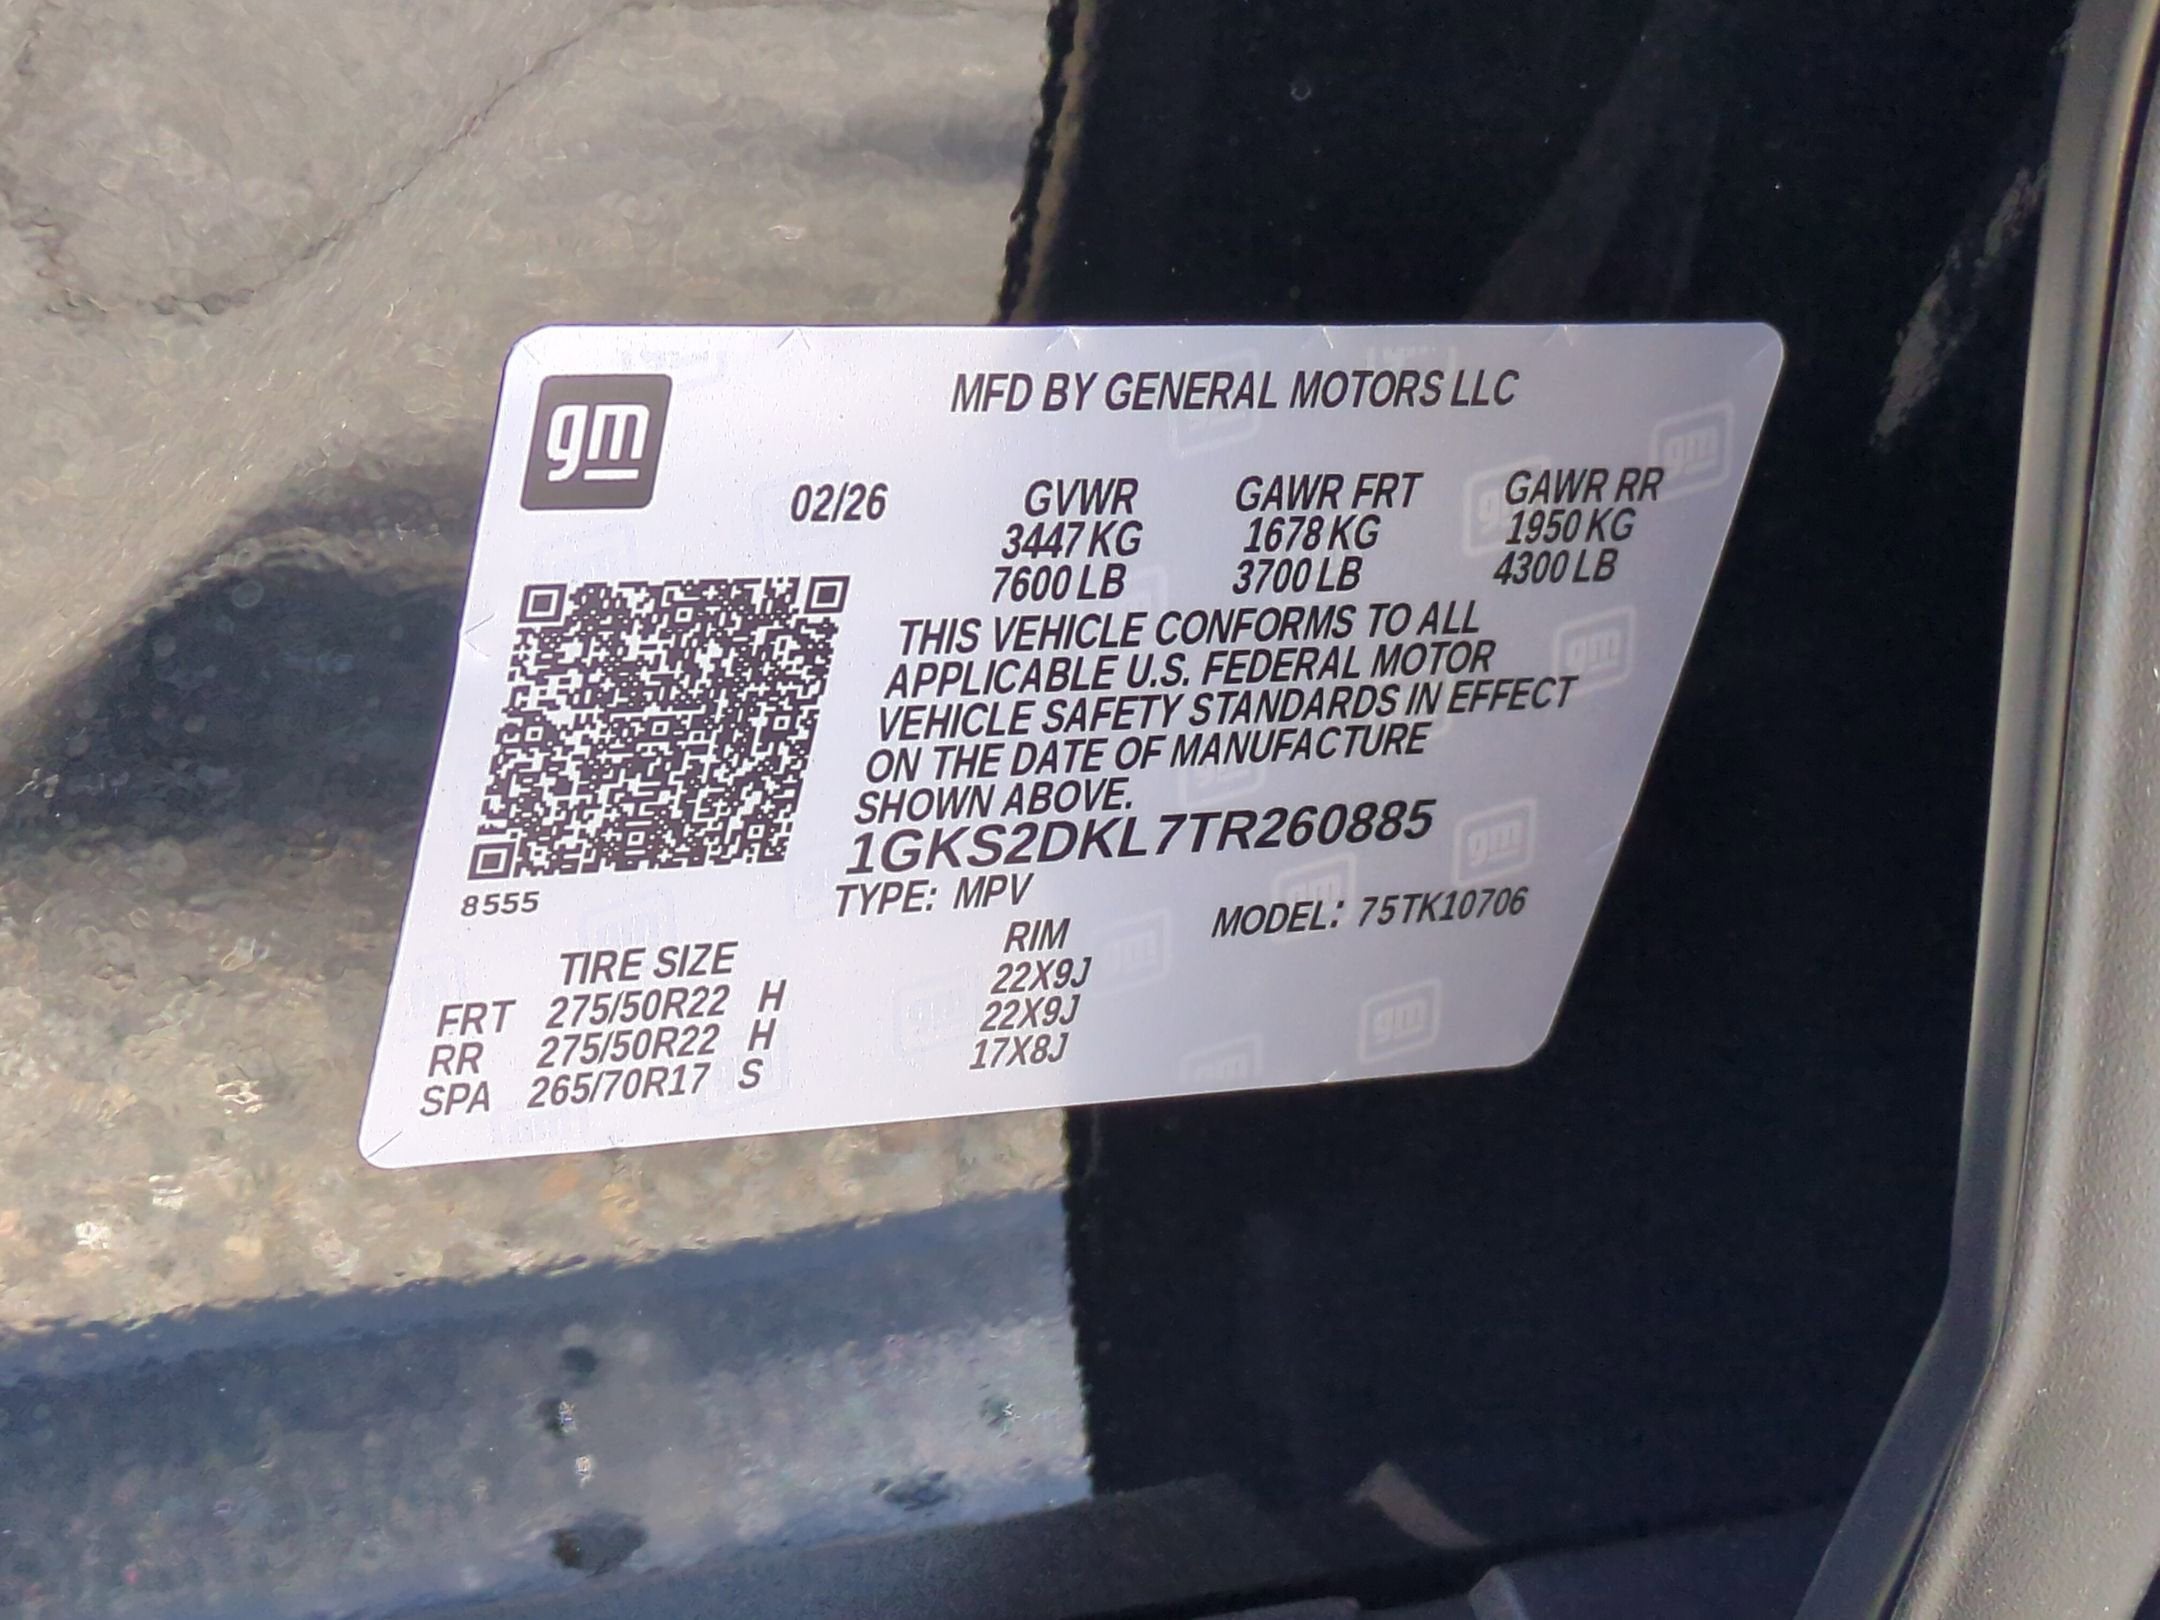 gm
MFD BY GENERAL MOTORS LLC
02/26 GVWR GAWR FRT GAWR RR
3447 KG 1678 KG 1950 KG
7600 LB 3700 LB 4300 LB
THIS VEHICLE CONFORMS TO ALL
APPLICABLE U.S. FEDERAL MOTOR
VEHICLE SAFETY STANDARDS IN EFFECT
ON THE DATE OF MANUFACTURE
SHOWN ABOVE.
1GKS2DKL7TR260885
8555
TYPE: MPV MODEL: 75TK10706
TIRE SIZE RIM
FRT 275/50R22 H 22X9J
RR 275/50R22 H 22X9J
SPA 265/70R17 S 17X8J